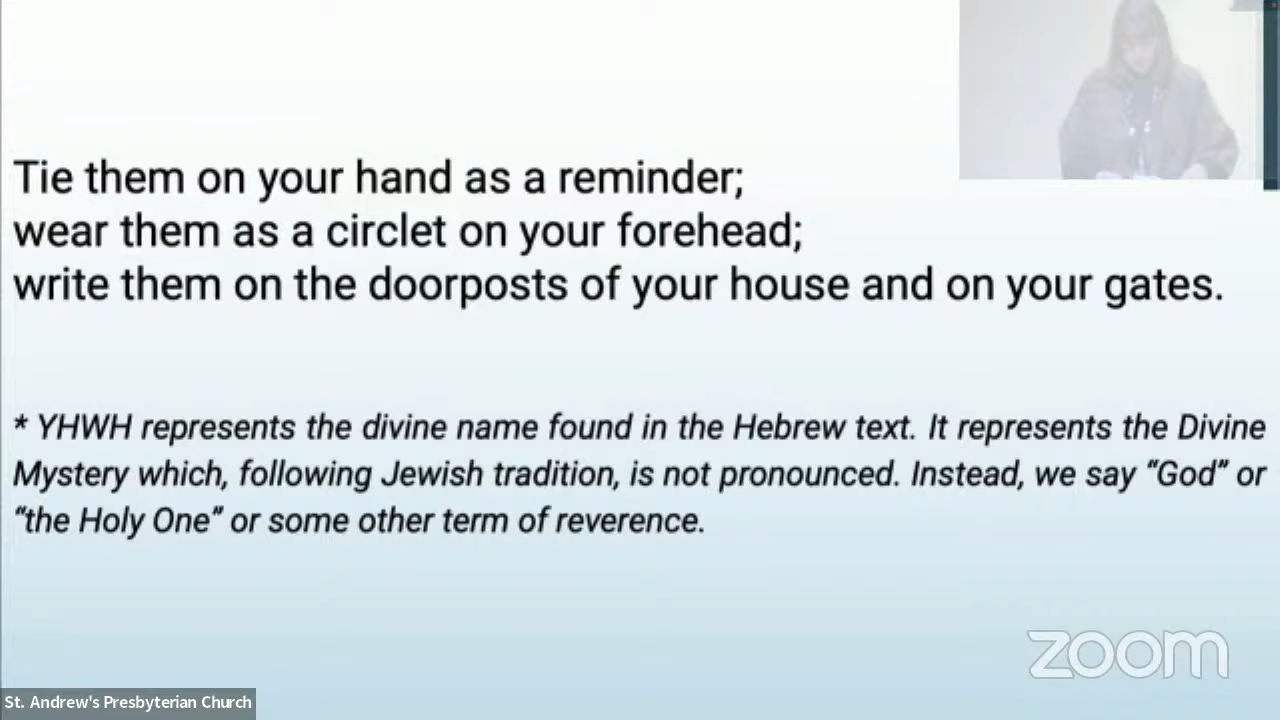 Tie them on your hand as a reminder;
wear them as a circlet on your forehead;
write them on the doorposts of your house and on your gates.
* YHWH represents the divine name found in the Hebrew text. It represents the Divine
Mystery which, following Jewish tradition, is not pronounced. Instead, we say “God” or
“the Holy One” or some other term of reverence.
zoom
St. Andrew's Presbyterian Church